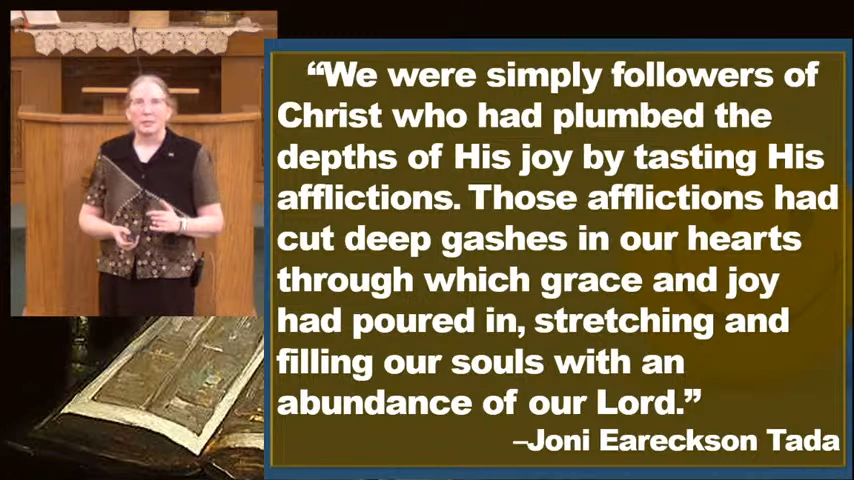 “We were simply followers of
Christ who had plumbed the
depths of His joy by tasting His
afflictions. Those afflictions had
cut deep gashes in our hearts
through which grace and joy
had poured in, stretching and
filling our souls with an
abundance of our Lord.”
–Joni Eareckson Tada